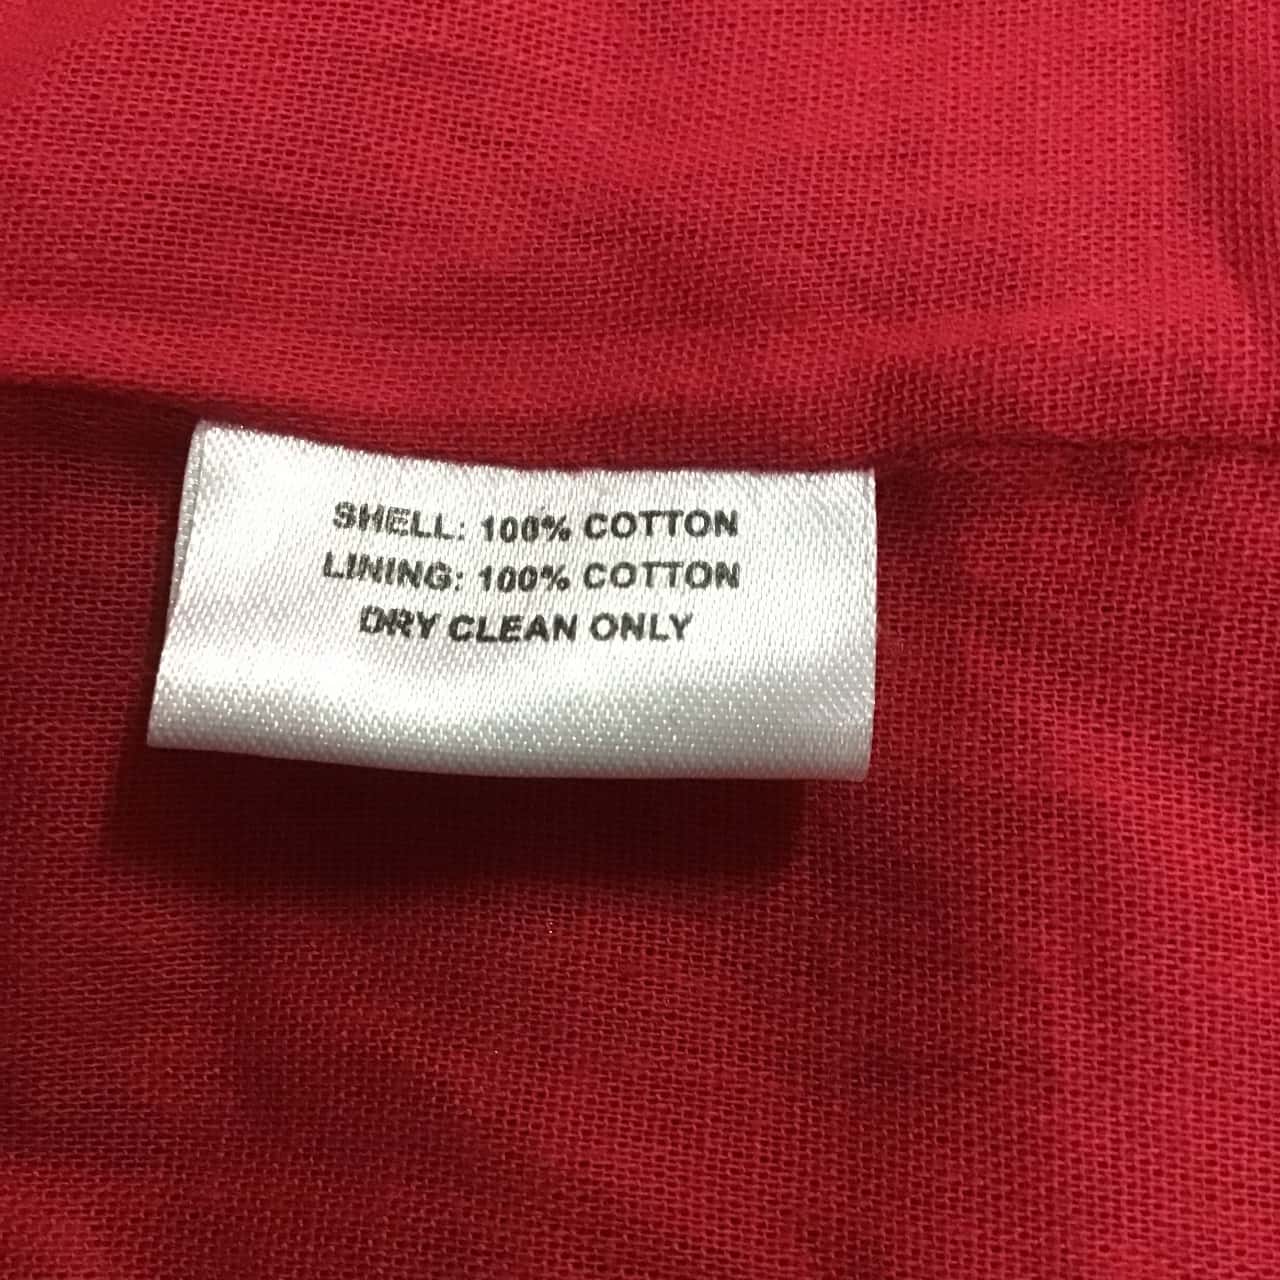 SHELL: 100% COTTON
LINING: 100% COTTON
DRY CLEAN ONLY